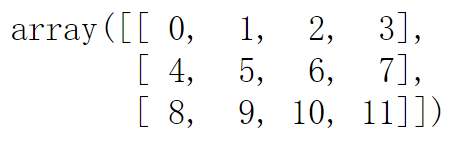 array([[ 0, 1, 2, 3],
[ 4, 5, 6, 7],
[ 8, 9, 10, 11]])